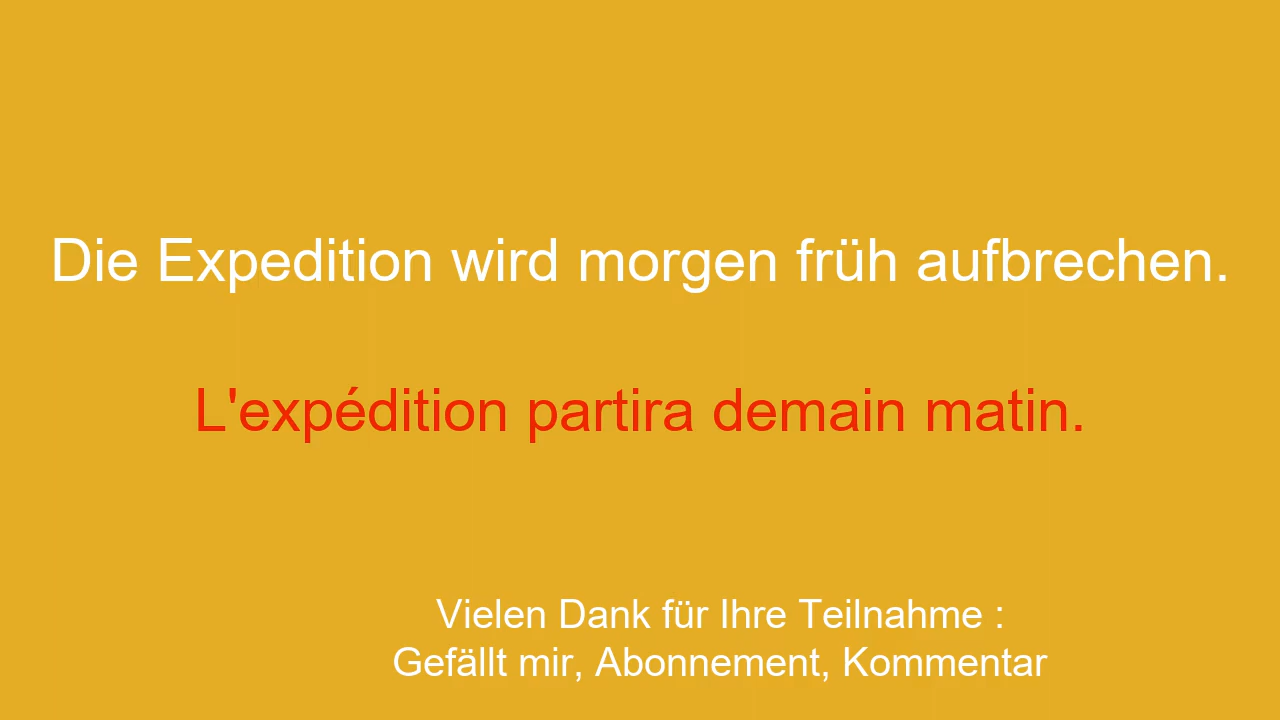 Die Expedition wird morgen früh aufbrechen.
L'expédition partira demain matin.
Vielen Dank für Ihre Teilnahme :
Gefällt mir, Abonnement, Kommentar